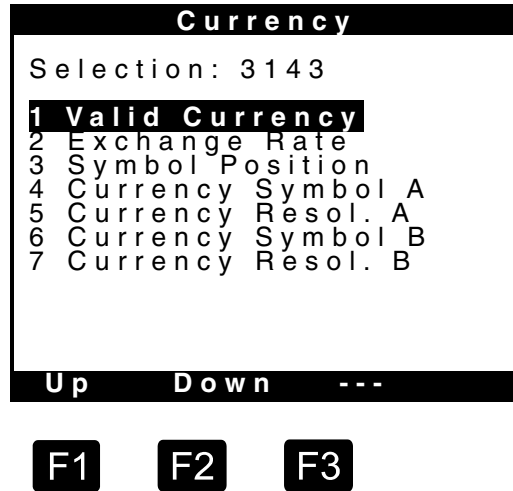 Currency
Selection: 3143
1 Valid Currency
2 Exchange Rate
3 Symbol Position
4 Currency Symbol A
5 Currency Resol. A
6 Currency Symbol B
7 Currency Resol. B
Up Down ---
F1 F2 F3